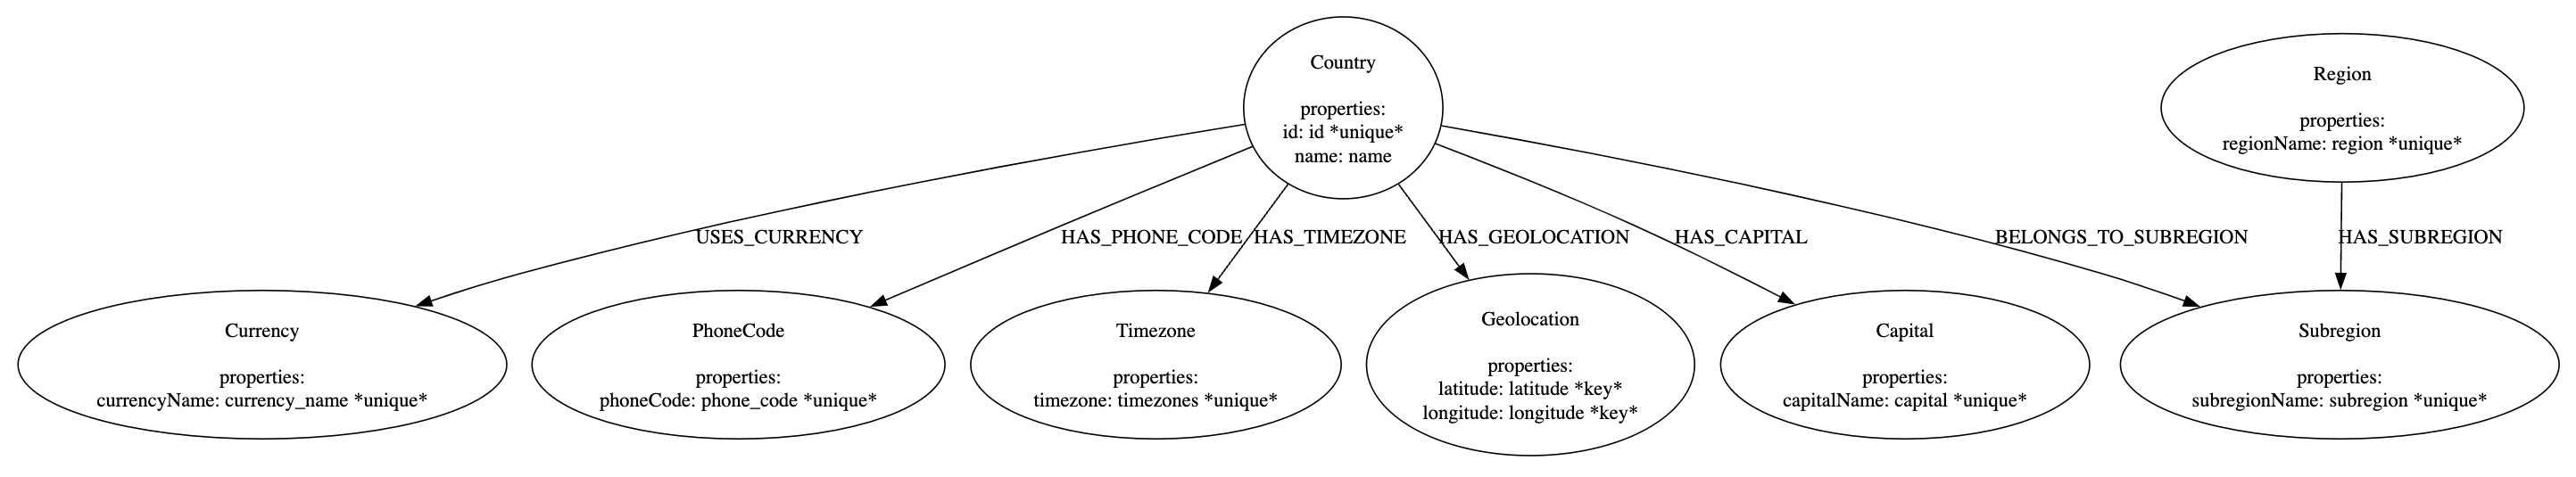 Country
properties:
id: id *unique*
name: name
Region
properties:
regionName: region *unique*
USES_CURRENCY
HAS_PHONE_CODE
HAS_TIMEZONE
HAS_GEOLOCATION
HAS_CAPITAL
BELONGS_TO_SUBREGION
HAS_SUBREGION
Currency
properties:
currencyName: currency_name *unique*
PhoneCode
properties:
phoneCode: phone_code *unique*
Timezone
properties:
timezone: timezones *unique*
Geolocation
properties:
latitude: latitude *key*
longitude: longitude *key*
Capital
properties:
capitalName: capital *unique*
Subregion
properties:
subregionName: subregion *unique*